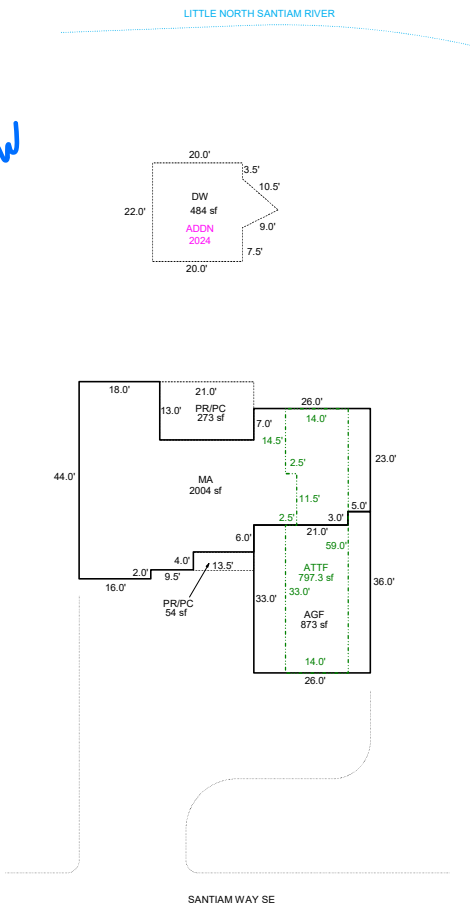 LITTLE NORTH SANTIAM RIVER
20.0'
3.5'
10.5'
DW
22.0'
484 sf
ADDN
2024
9.0'
7.5'
20.0'
18.0'
21.0'
26.0'
13.0'
PR/PC
273 sf
7.0'
14.0'
14.5'
23.0'
2.5'
44.0'
MA
2004 sf
11.5'
5.0'
2.5'
3.0'
21.0'
6.0'
4.0'
59.0'
2.0'
9.5'
13.5'
ATTF
797.3 sf
16.0'
36.0'
33.0'
33.0'
PR/PC
54 sf
AGF
873 sf
14.0'
26.0'
SANTIAM WAY SE